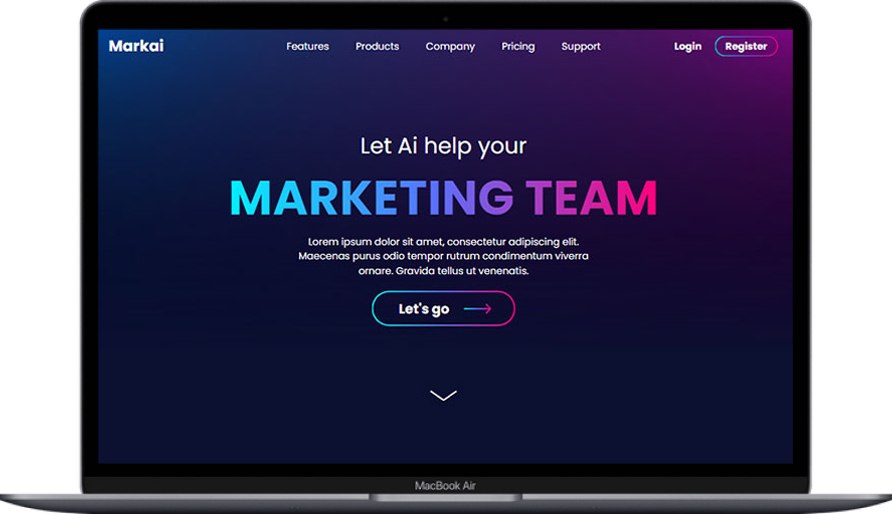 Markai
Features Products Company Pricing Support
Login Register
Let Ai help your
MARKETING TEAM
Lorem ipsum dolor sit amet, consectetur adipiscing elit.
Maecenas purus odio tempor rutrum condimentum viverra
ornare. Gravida tellus ut venenatis.
Let's go
MacBook Air